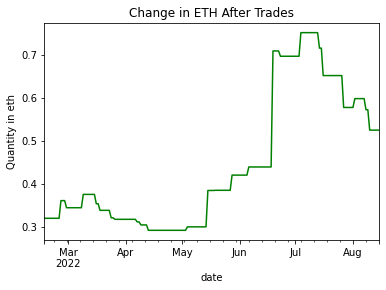 Change in ETH After Trades
Quantity in eth
0.7
0.6
0.5
0.4
0.3
Mar
2022
Apr
May
Jun
Jul
Aug
date